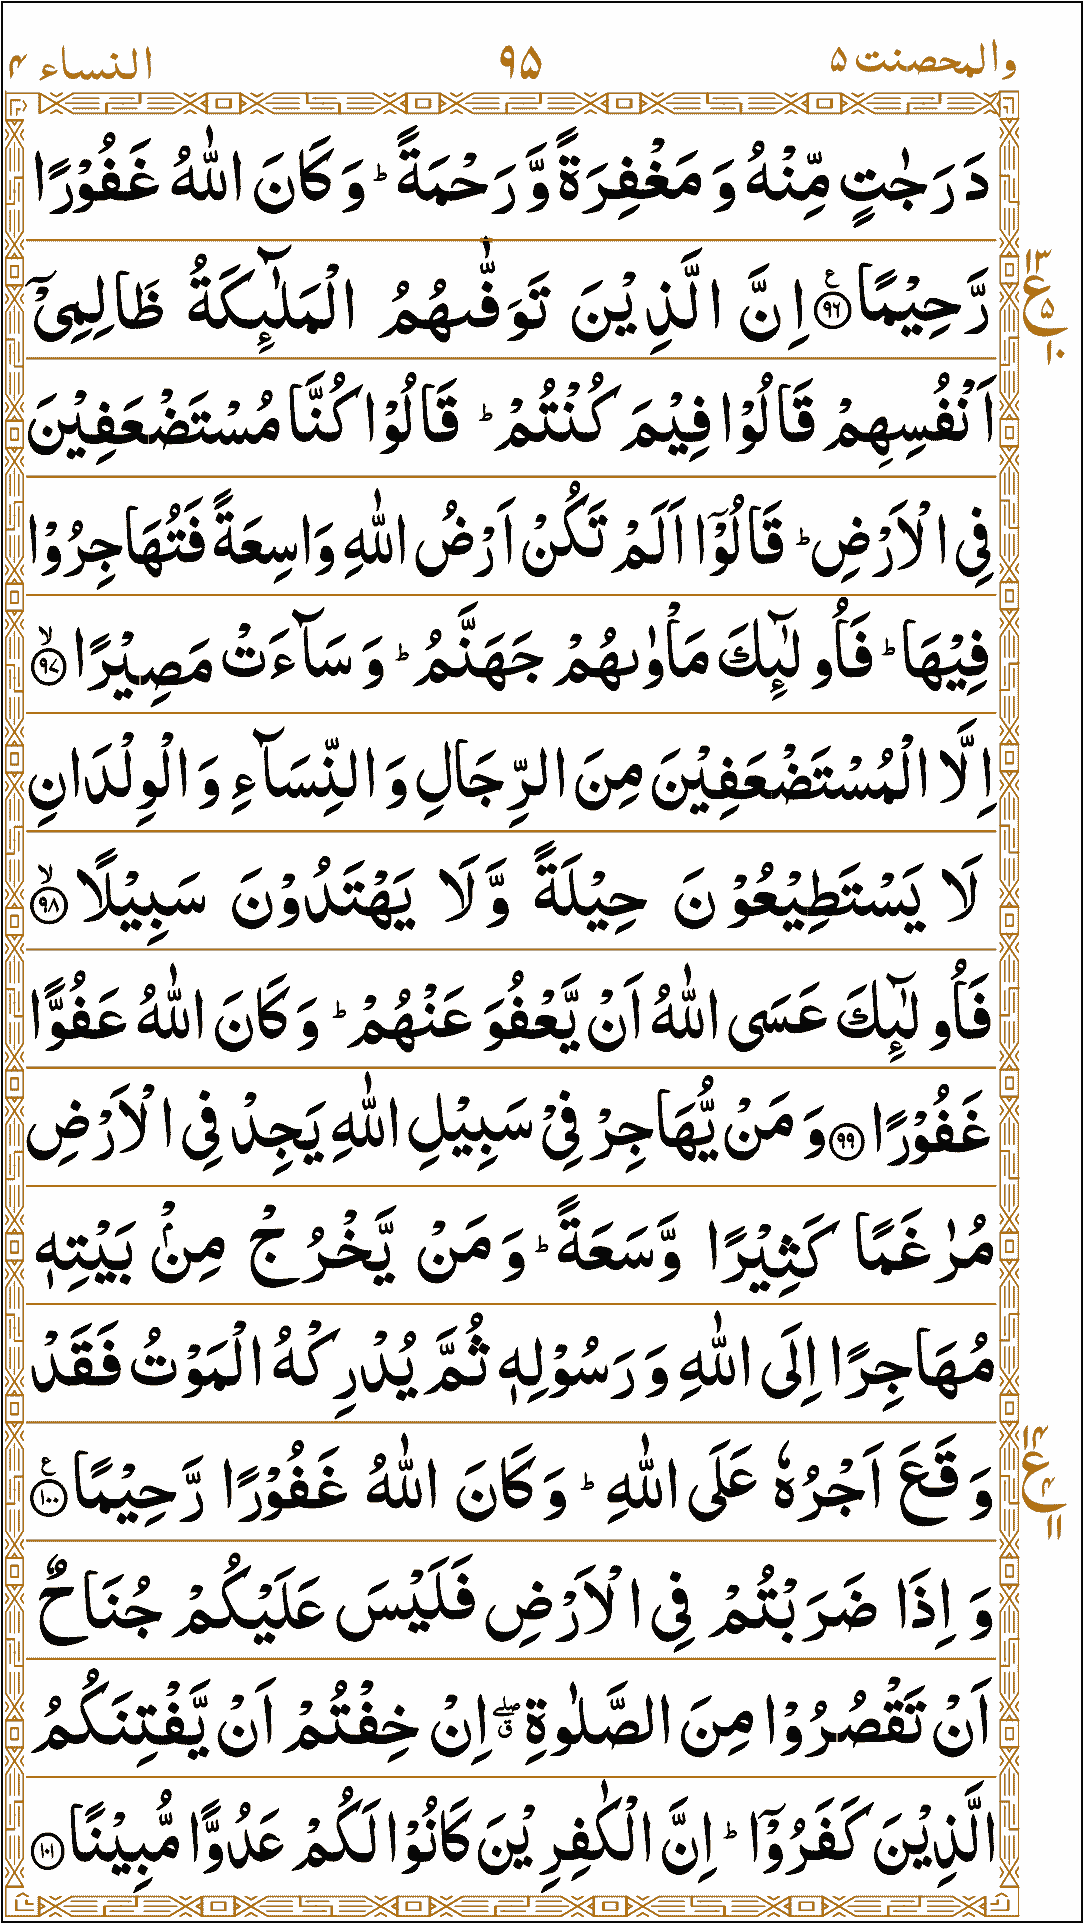 والمحصنت ۵ ۹۵ النساء ۴
دَرَجٰتٍ مِّنْهُ وَ مَغْفِرَةً وَّ رَحْمَةً ؕ وَ كَانَ اللّٰهُ غَفُوْرًا
رَّحِیْمًا ۠ ﴿۹۶﴾ اِنَّ الَّذِیْنَ تَوَفّٰىهُمُ الْمَلٰٓىِٕكَةُ ظَالِمِیْۤ
اَنْفُسِهِمْ قَالُوْا فِیْمَ كُنْتُمْ ؕ قَالُوْا كُنَّا مُسْتَضْعَفِیْنَ
فِی الْاَرْضِ ؕ قَالُوْۤا اَلَمْ تَكُنْ اَرْضُ اللّٰهِ وَاسِعَةً فَتُهَاجِرُوْا
فِیْهَا ؕ فَاُولٰٓىِٕكَ مَاْوٰىهُمْ جَهَنَّمُ ؕ وَ سَآءَتْ مَصِیْرًا ۙ ﴿۹۷﴾
اِلَّا الْمُسْتَضْعَفِیْنَ مِنَ الرِّجَالِ وَ النِّسَآءِ وَ الْوِلْدَانِ
لَا یَسْتَطِیْعُوْنَ حِیْلَةً وَّ لَا یَهْتَدُوْنَ سَبِیْلًا ۙ ﴿۹۸﴾
فَاُولٰٓىِٕكَ عَسَى اللّٰهُ اَنْ یَّعْفُوَ عَنْهُمْ ؕ وَ كَانَ اللّٰهُ عَفُوًّا
غَفُوْرًا ﴿۹۹﴾ وَ مَنْ یُّهَاجِرْ فِیْ سَبِیْلِ اللّٰهِ یَجِدْ فِی الْاَرْضِ
مُرٰغَمًا كَثِیْرًا وَّ سَعَةً ؕ وَ مَنْ یَّخْرُجْ مِنْۢ بَیْتِهٖ
مُهَاجِرًا اِلَى اللّٰهِ وَ رَسُوْلِهٖ ثُمَّ یُدْرِكْهُ الْمَوْتُ فَقَدْ
وَقَعَ اَجْرُهٗ عَلَى اللّٰهِ ؕ وَ كَانَ اللّٰهُ غَفُوْرًا رَّحِیْمًا ۠ ﴿۱۰۰﴾
وَ اِذَا ضَرَبْتُمْ فِی الْاَرْضِ فَلَیْسَ عَلَیْكُمْ جُنَاحٌ
اَنْ تَقْصُرُوْا مِنَ الصَّلٰوةِ ۖۗ اِنْ خِفْتُمْ اَنْ یَّفْتِنَكُمُ
الَّذِیْنَ كَفَرُوْۤا ؕ اِنَّ الْكٰفِرِیْنَ كَانُوْا لَكُمْ عَدُوًّا مُّبِیْنًا ﴿۱۰۱﴾
۱۳
ع ۵
۱۰
۱۴
ع ۴
۱۱